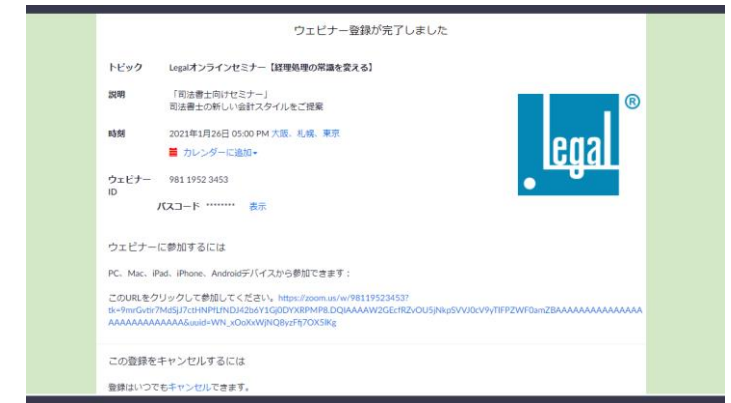 ウェビナー登録が完了しました
トピック Legalオンラインセミナー【経理処理の常識を変える】
説明 「司法書士向けセミナー」
司法書士の新しい会計スタイルをご提案
時刻 2021年1月26日 05:00 PM 大阪、札幌、東京
カレンダーに追加
ウェビナー ID 981 1952 3453
パスコード ******** 表示
legal ®
ウェビナーに参加するには
PC、Mac、iPad、iPhone、Androidデバイスから参加できます：
このURLをクリックして参加してください。https://zoom.us/w/98119523453?
この登録をキャンセルするには
登録はいつでもキャンセルできます。